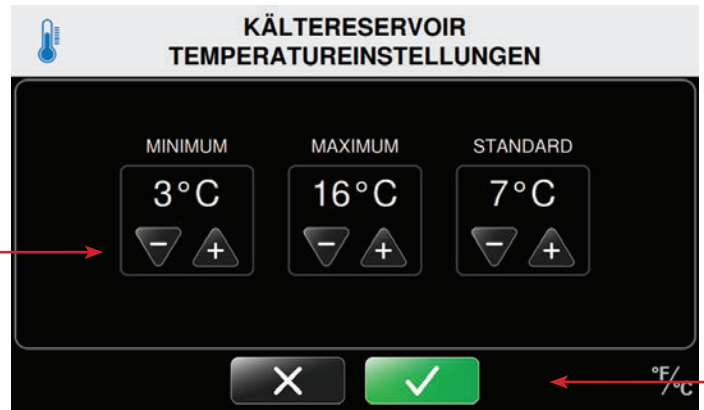 KÄLTERESERVOIR
TEMPERATUREINSTELLUNGEN
MINIMUM MAXIMUM STANDARD
3°C 16°C 7°C
- + - + - +
°F/°C